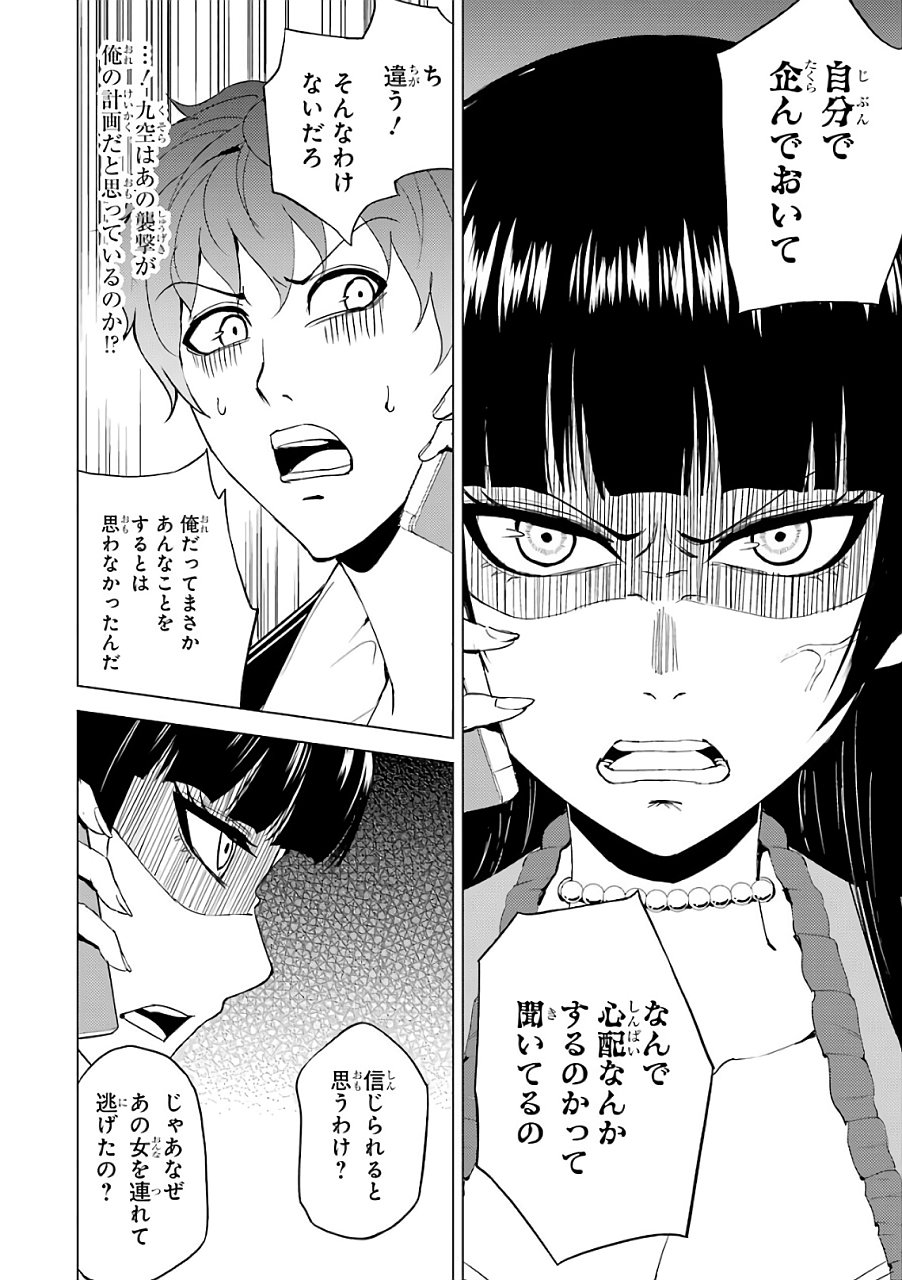 自分で
企んでおいて
なんで
心配なんか
するのかって
聞いてるの
ち
違う!
そんなわけ
ないだろ
…!九空はあの襲撃が
俺の計画だと思っているのか!?
俺だってまさか
あんなことを
するとは
思わなかったんだ
信じられると
思うわけ?
じゃあなぜ
あの女を連れて
逃げたの?